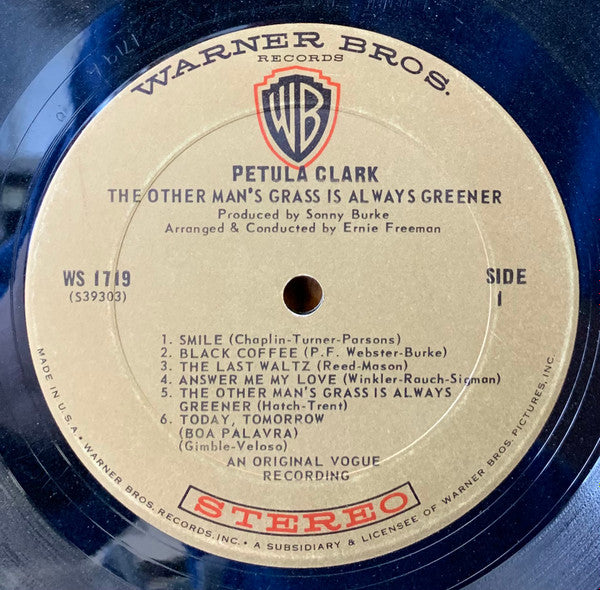 WARNER BROS.
RECORDS
WB
PETULA CLARK
THE OTHER MAN'S GRASS IS ALWAYS GREENER
Produced by Sonny Burke
Arranged & Conducted by Ernie Freeman
WS 1719
(S39303)
SIDE
1
1. SMILE (Chaplin-Turner-Parsons)
2. BLACK COFFEE (P.F. Webster-Burke)
3. THE LAST WALTZ (Reed-Mason)
4. ANSWER ME MY LOVE (Winkler-Rauch-Sigman)
5. THE OTHER MAN'S GRASS IS ALWAYS
GREENER (Hatch-Trent)
6. TODAY, TOMORROW
(BOA PALAVRA)
(Gimble-Veloso)
AN ORIGINAL VOGUE
RECORDING
STEREO
MADE IN U.S.A. • WARNER BROS. RECORDS, INC. • A SUBSIDIARY & LICENSEE OF WARNER BROS. PICTURES, INC.